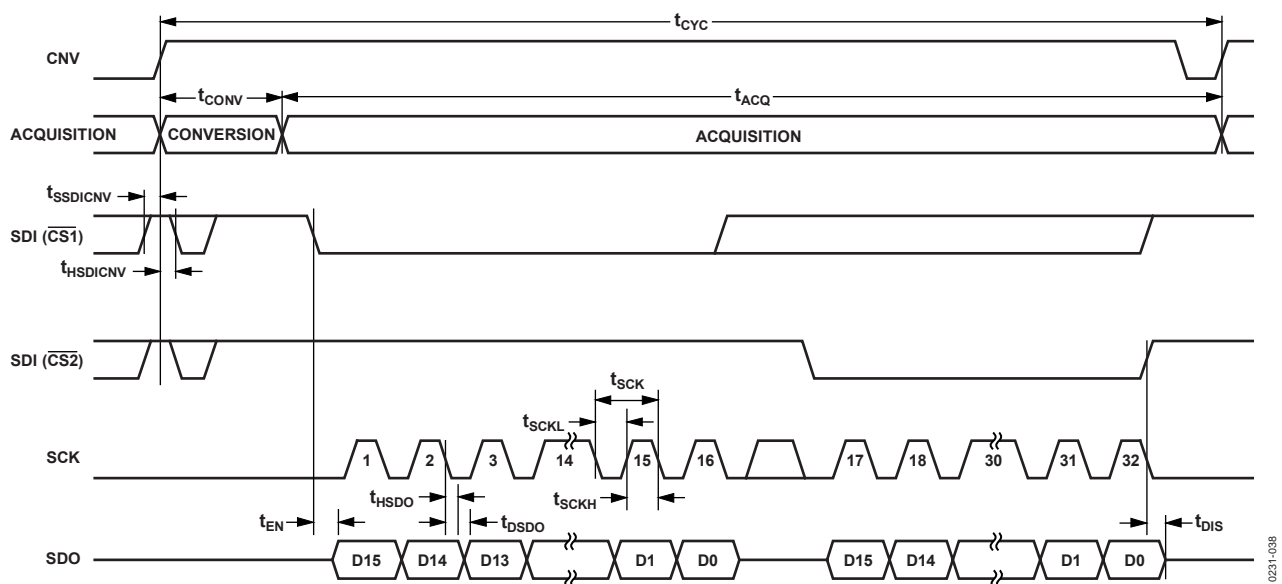 tCYC
CNV
tCONV
tACQ
ACQUISITION
CONVERSION
ACQUISITION
tSSDICNV
SDI (CS1)
tHSDICNV
SDI (CS2)
tSCK
tSCKL
SCK
1 2 3 14 15 16 17 18 30 31 32
tHSDO
tSCKH
tEN
tDSDO
tDIS
SDO
D15 D14 D13 D1 D0 D15 D14 D1 D0